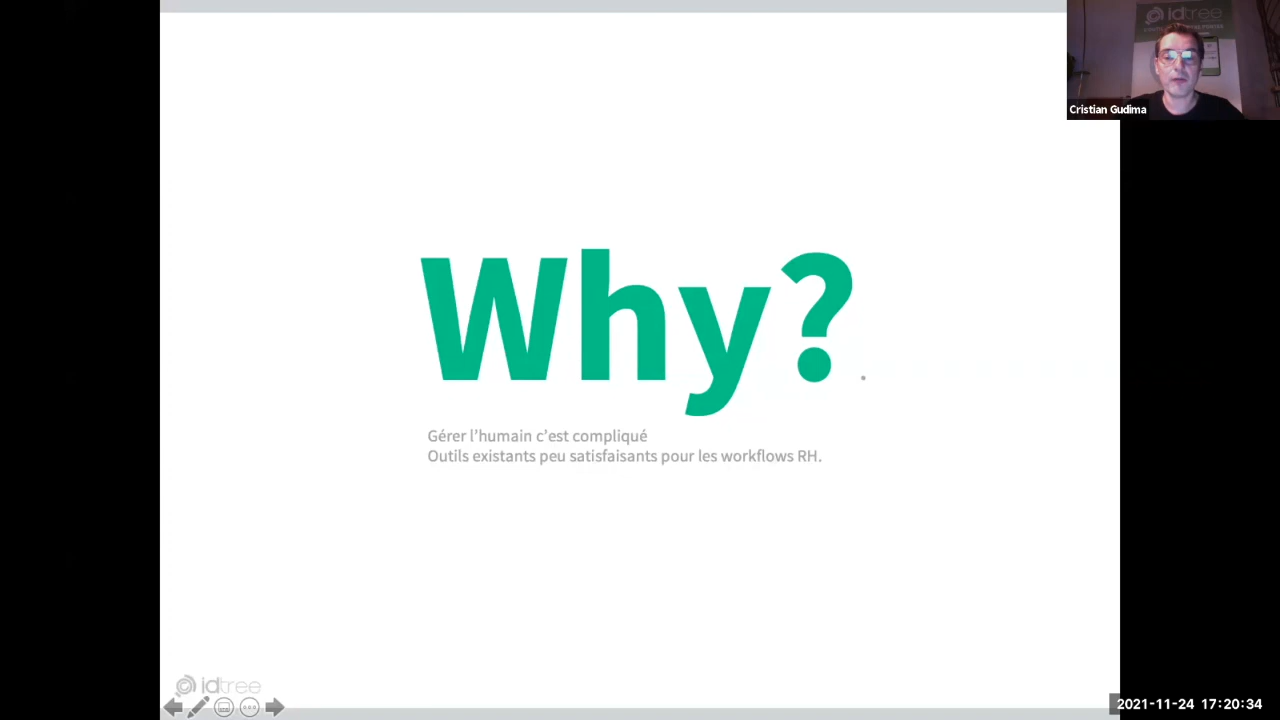 idtree
Cristian Gudima
Why?
.
Gérer l'humain c'est compliqué
Outils existants peu satisfaisants pour les workflows RH.
idtree
2021-11-24 17:20:34